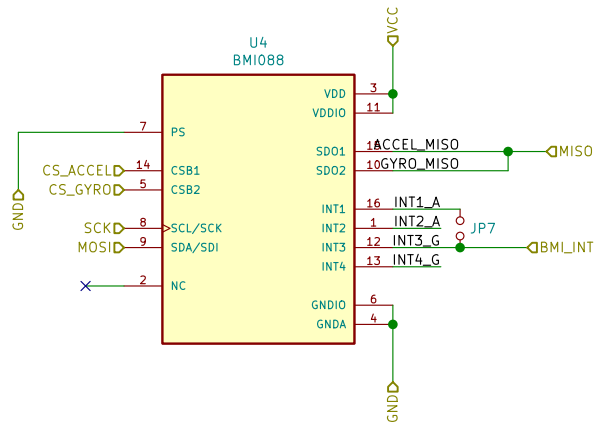 VCC
U4
BMI088
3 VDD
11 VDDIO
7 PS
SDO1 ACCEL_MISO
MISO
CS_ACCEL 14 CSB1
10 SDO2 GYRO_MISO
CS_GYRO 5 CSB2
GND
16 INT1 INT1_A
SCK 8 SCL/SCK
1 INT2 INT2_A
JP7
MOSI 9 SDA/SDI
12 INT3 INT3_G
BMI_INT
13 INT4 INT4_G
2 NC
6 GNDIO
4 GNDA
GND